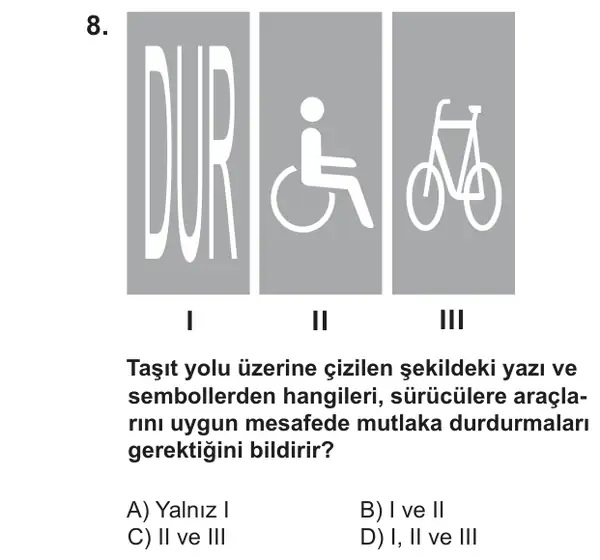 8.
DUR
I II III
Taşıt yolu üzerine çizilen şekildeki yazı ve
sembollerden hangileri, sürücülere araçla-
rını uygun mesafede mutlaka durdurmaları
gerektiğini bildirir?
A) Yalnız I B) I ve II
C) II ve III D) I, II ve III